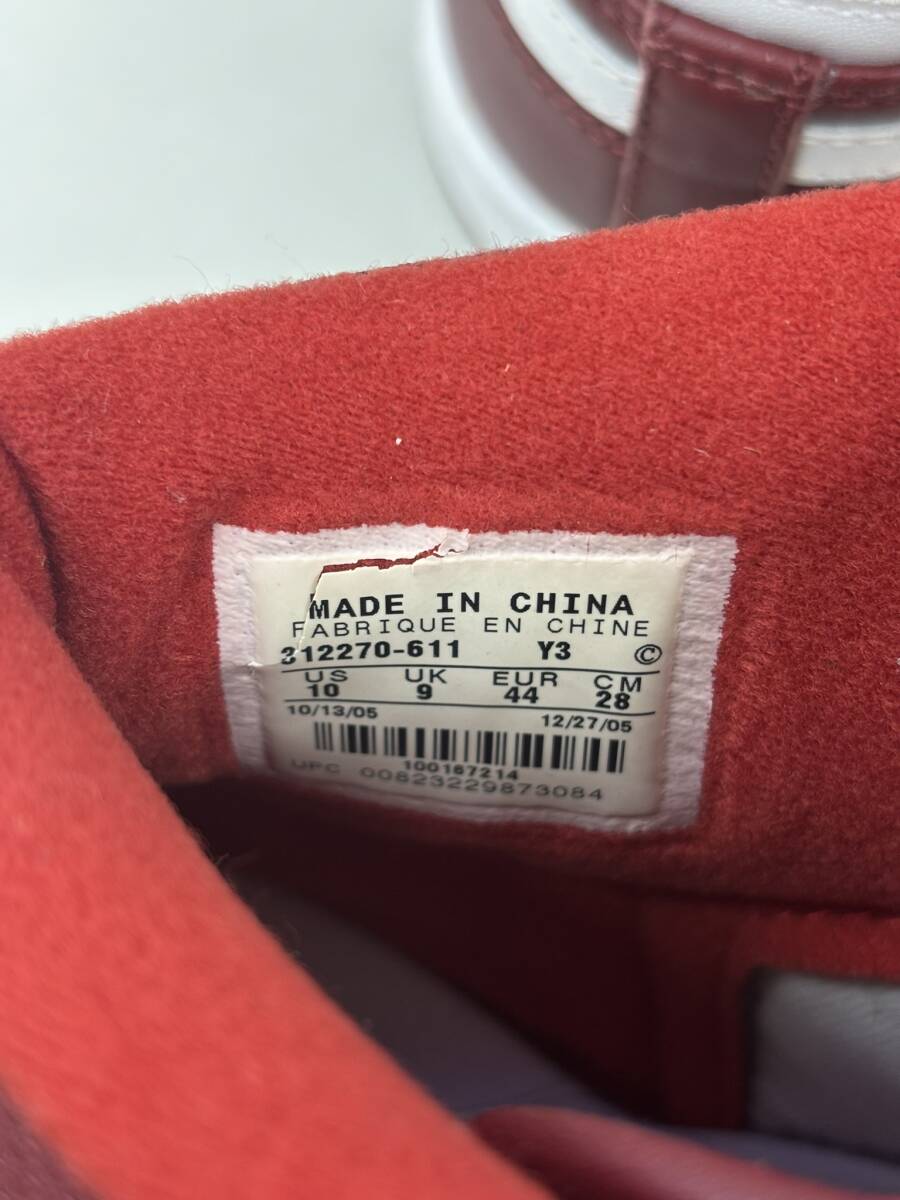 MADE IN CHINA
FABRIQUE EN CHINE
312270-611 Y3 ©
US UK EUR CM
10 9 44 28
10/13/05 12/27/05
100167214
UPC 00823229873084